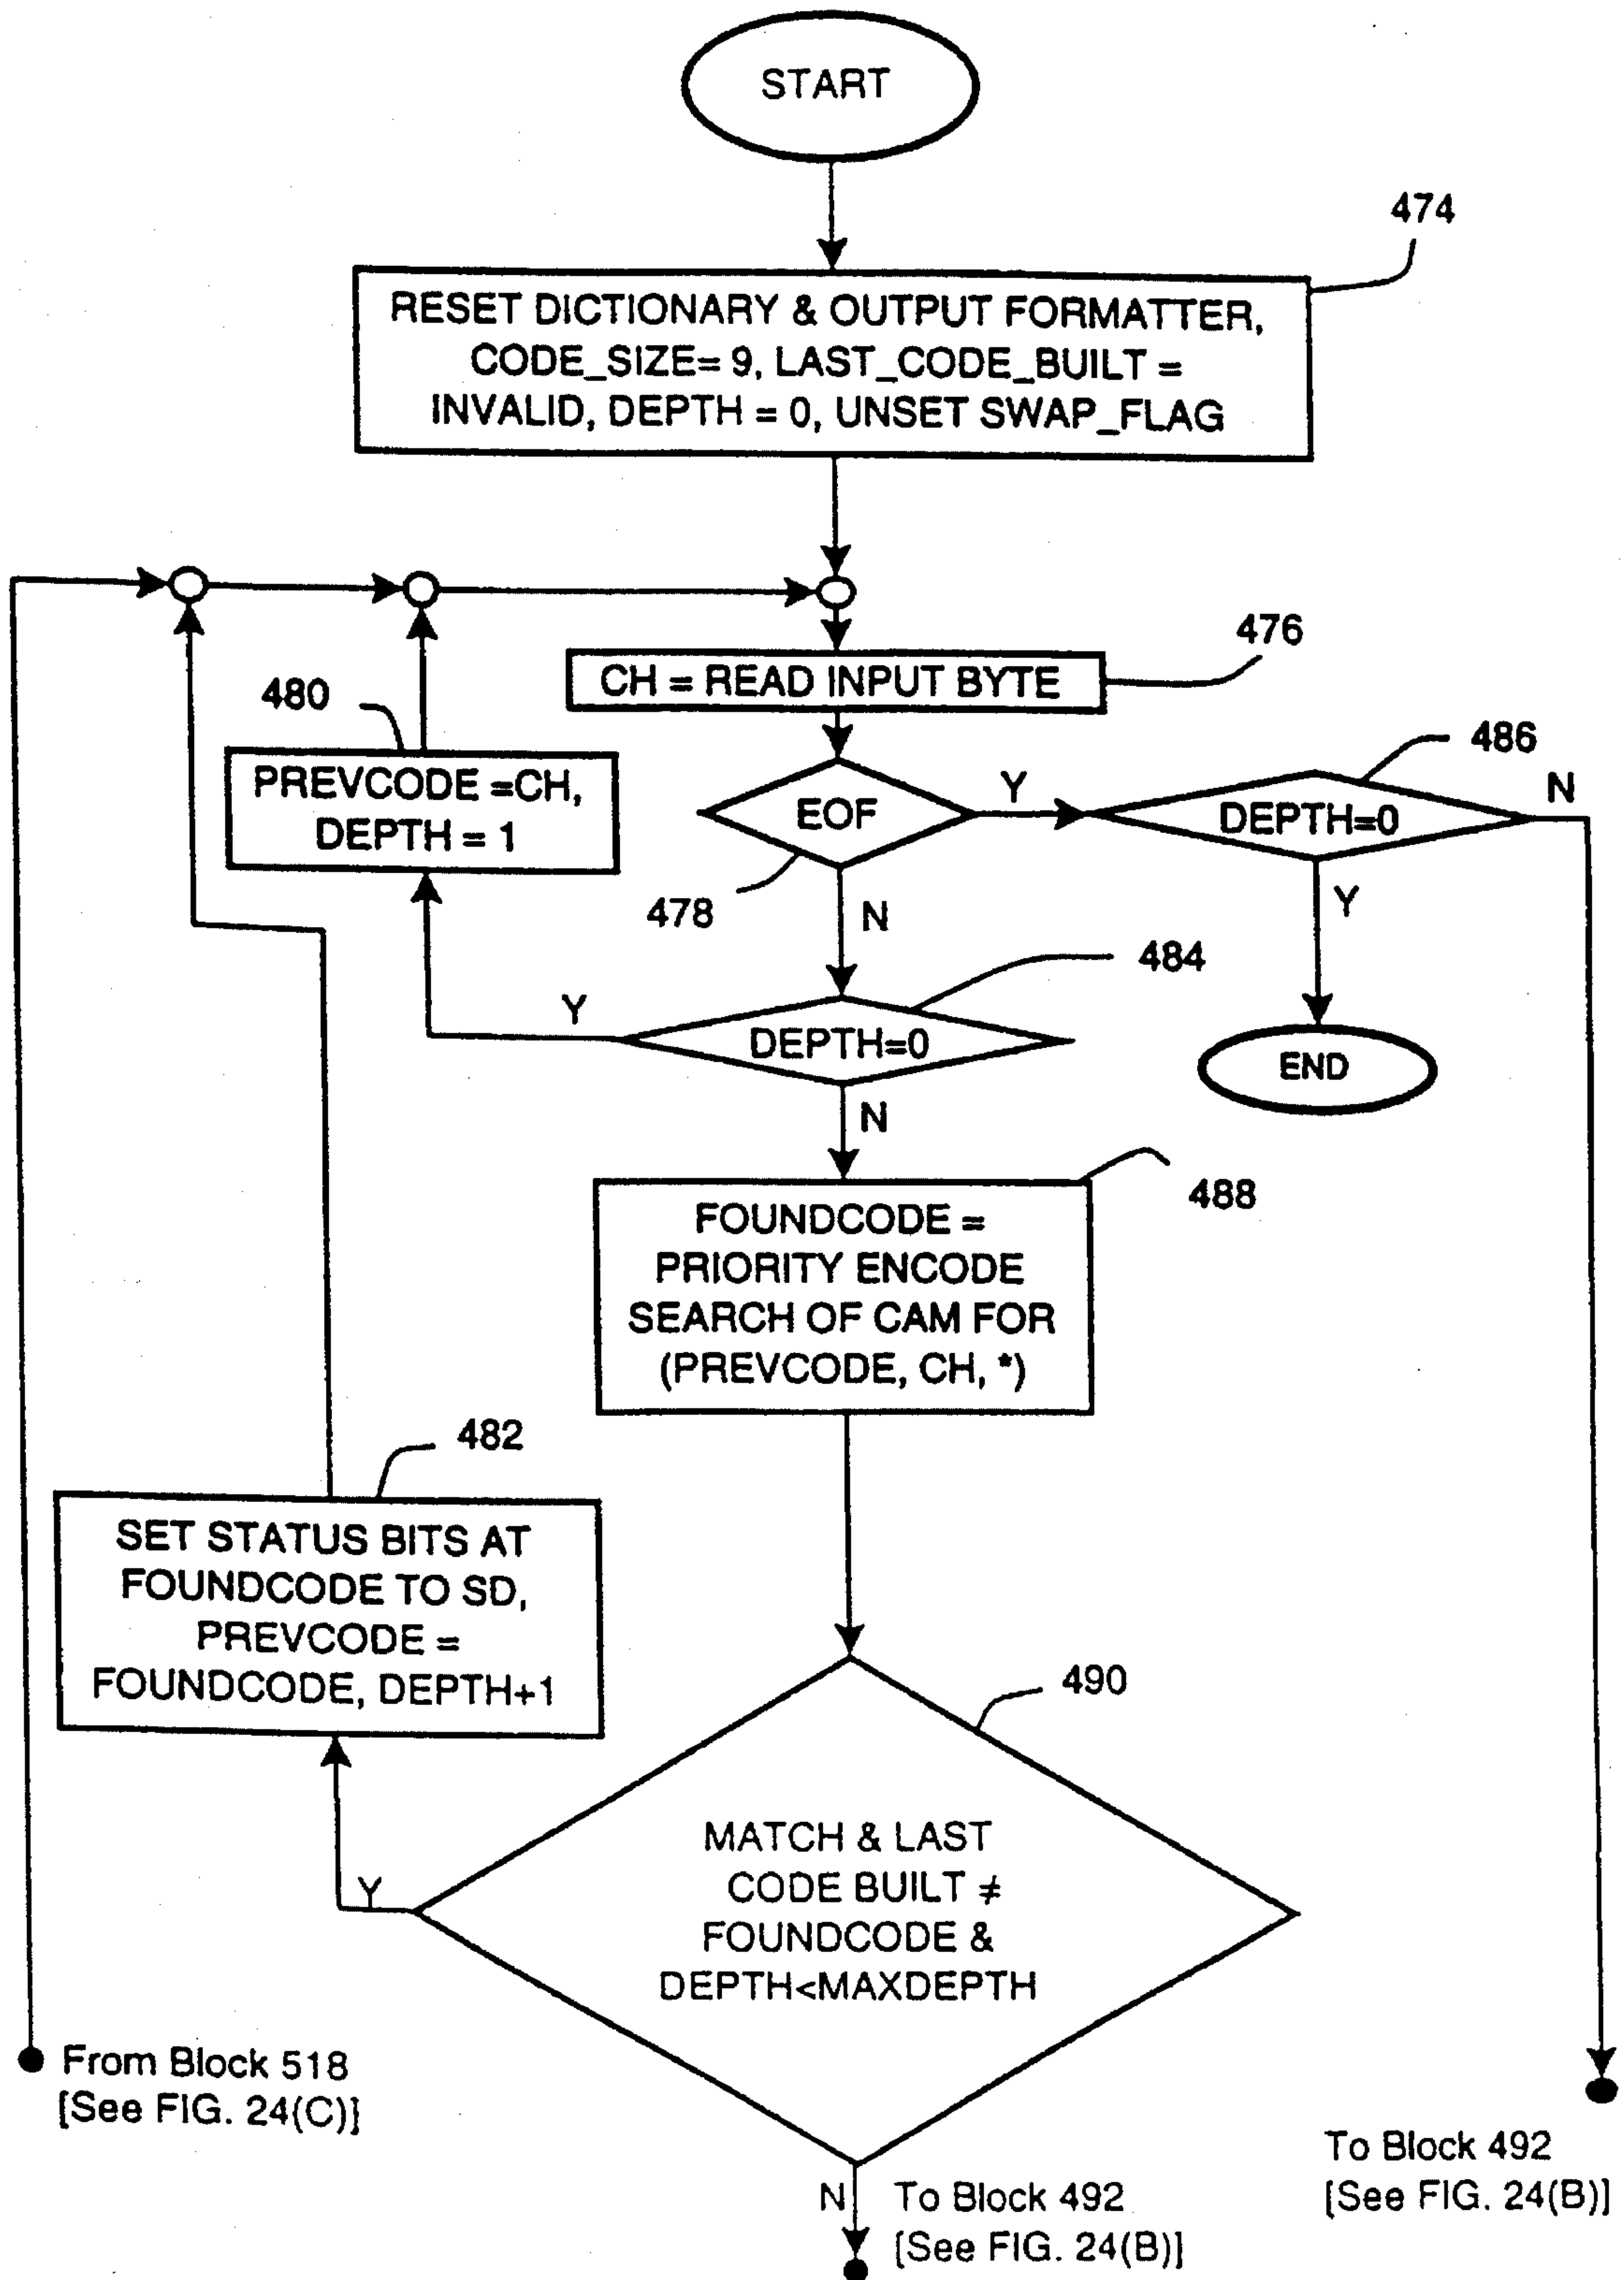 START
474
RESET DICTIONARY & OUTPUT FORMATTER,
CODE_SIZE= 9, LAST_CODE_BUILT =
INVALID, DEPTH = 0, UNSET SWAP_FLAG
476
CH = READ INPUT BYTE
480
PREVCODE =CH,
DEPTH = 1
486
EOF
Y
DEPTH=0
N
478
N
Y
484
Y
DEPTH=0
END
N
488
FOUNDCODE =
PRIORITY ENCODE
SEARCH OF CAM FOR
(PREVCODE, CH, *)
482
SET STATUS BITS AT
FOUNDCODE TO SD,
PREVCODE =
FOUNDCODE, DEPTH+1
490
MATCH & LAST
CODE BUILT ≠
FOUNDCODE &
DEPTH<MAXDEPTH
Y
From Block 518
[See FIG. 24(C)]
N
To Block 492
[See FIG. 24(B)]
To Block 492
[See FIG. 24(B)]